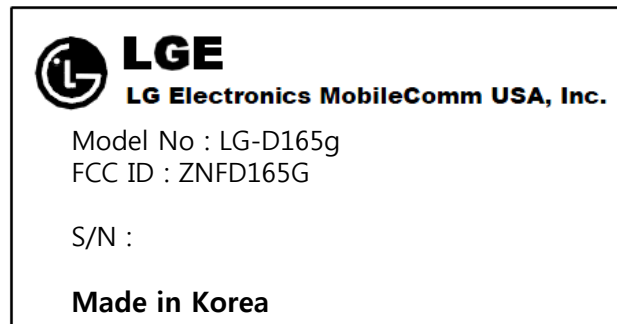 LGE
LG Electronics MobileComm USA, Inc.
Model No : LG-D165g
FCC ID : ZNFD165G
S/N :
Made in Korea